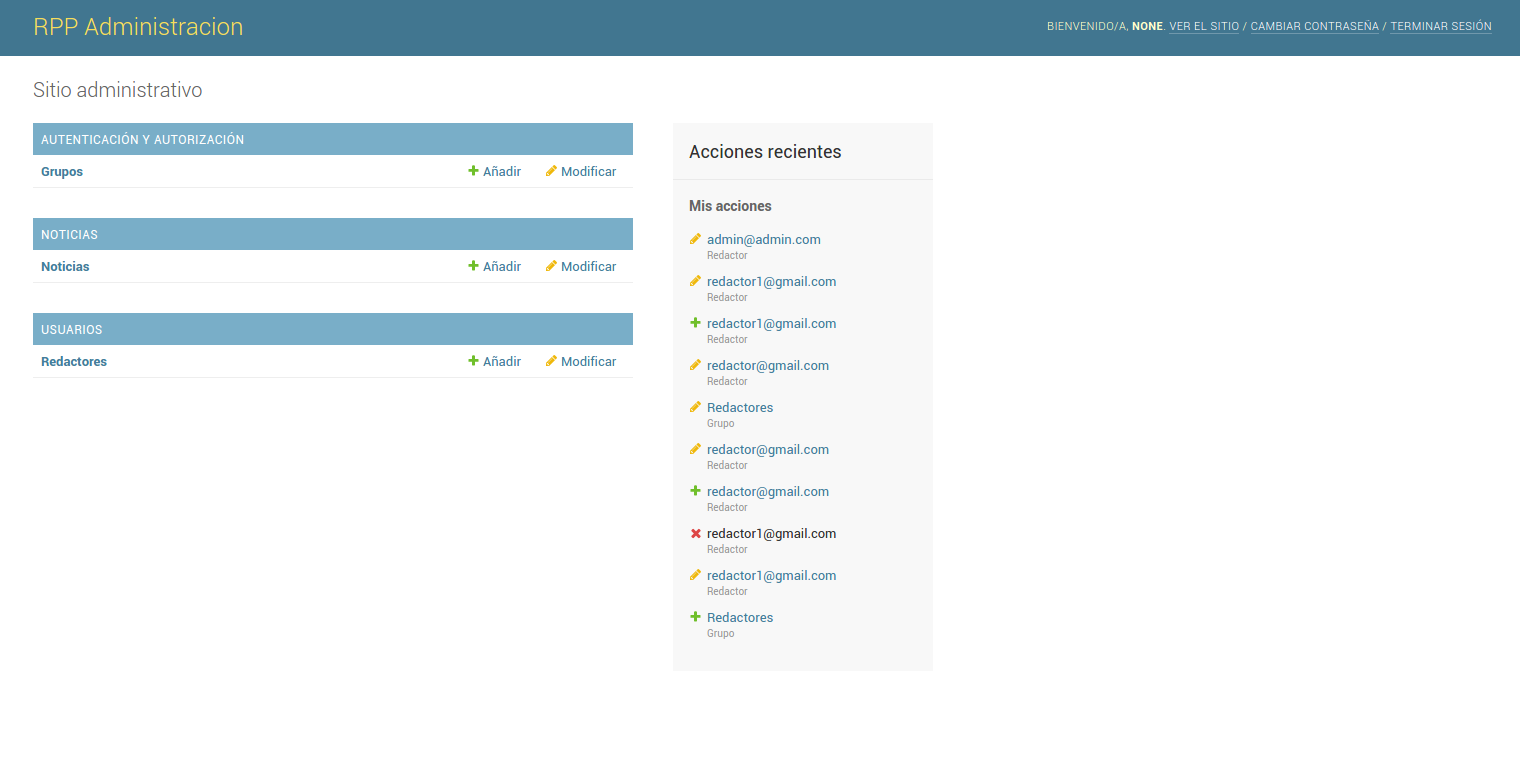 RPP Administracion
BIENVENIDO/A, NONE. VER EL SITIO / CAMBIAR CONTRASEÑA / TERMINAR SESIÓN
Sitio administrativo
AUTENTICACIÓN Y AUTORIZACIÓN
Grupos Añadir Modificar
NOTICIAS
Noticias Añadir Modificar
USUARIOS
Redactores Añadir Modificar
Acciones recientes
Mis acciones
admin@admin.com
Redactor
redactor1@gmail.com
Redactor
redactor1@gmail.com
Redactor
redactor@gmail.com
Redactor
Redactores
Grupo
redactor@gmail.com
Redactor
redactor@gmail.com
Redactor
redactor1@gmail.com
Redactor
redactor1@gmail.com
Redactor
Redactores
Grupo